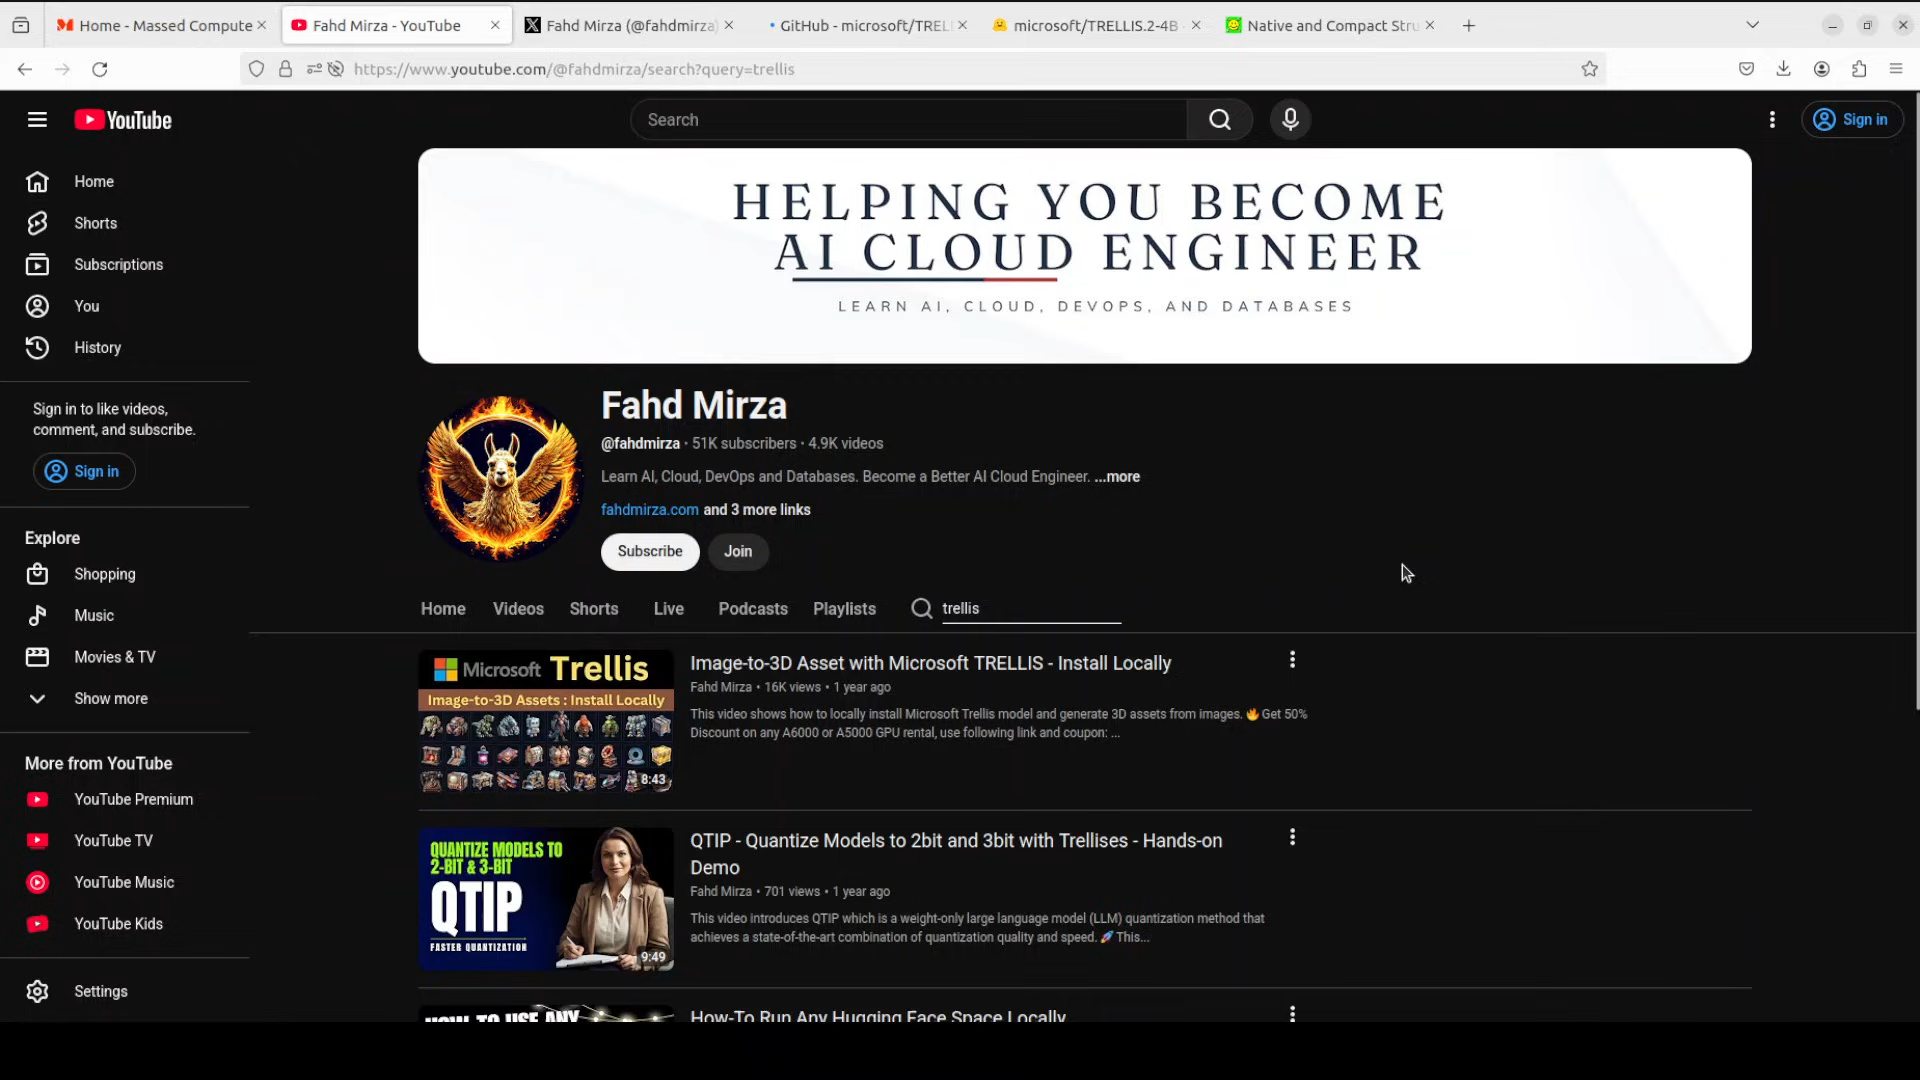 Home - Massed Compute
Fahd Mirza - YouTube
Fahd Mirza (@fahdmirza)
GitHub - microsoft/TREL
microsoft/TRELLIS.2-4B
Native and Compact Stru
https://www.youtube.com/@fahdmirza/search?query=trellis
YouTube
Search
Sign in
Home
Shorts
Subscriptions
You
History
Sign in to like videos,
comment, and subscribe.
Sign in
Explore
Shopping
Music
Movies & TV
Show more
More from YouTube
YouTube Premium
YouTube TV
YouTube Music
YouTube Kids
Settings
HELPING YOU BECOME
AI CLOUD ENGINEER
LEARN AI, CLOUD, DEVOPS, AND DATABASES
Fahd Mirza
@fahdmirza • 51K subscribers • 4.9K videos
Learn AI, Cloud, DevOps and Databases. Become a Better AI Cloud Engineer. ...more
fahdmirza.com and 3 more links
Subscribe
Join
Home Videos Shorts Live Podcasts Playlists trellis
Microsoft Trellis
Image-to-3D Assets : Install Locally
8:43
Image-to-3D Asset with Microsoft TRELLIS - Install Locally
Fahd Mirza • 16K views • 1 year ago
This video shows how to locally install Microsoft Trellis model and generate 3D assets from images. 🔥 Get 50%
Discount on any A6000 or A5000 GPU rental, use following link and coupon: ...
QUANTIZE MODELS TO
2-BIT & 3-BIT
QTIP
FASTER QUANTIZATION
9:49
QTIP - Quantize Models to 2bit and 3bit with Trellises - Hands-on
Demo
Fahd Mirza • 701 views • 1 year ago
This video introduces QTIP which is a weight-only large language model (LLM) quantization method that
achieves a state-of-the-art combination of quantization quality and speed. 🚀 This...
HOW-TO USE ANY
How-To Run Any Hugging Face Space Locally